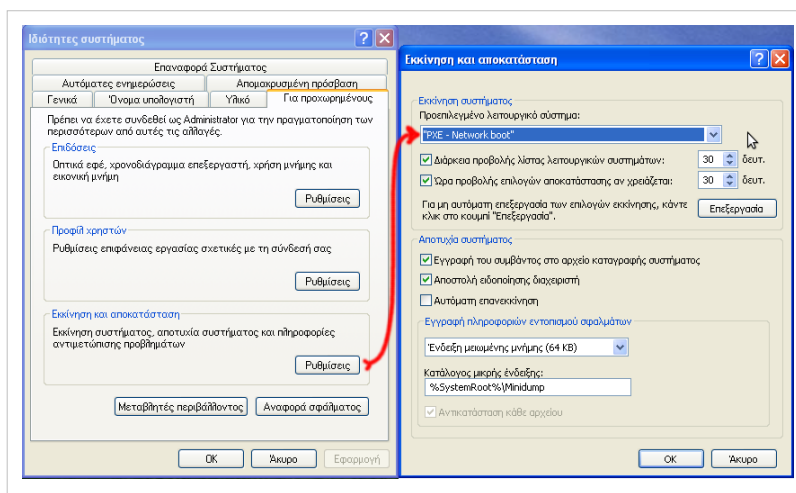 Ιδιότητες συστήματος
Επαναφορά Συστήματος
Αυτόματες ενημερώσεις
Απομακρυσμένη πρόσβαση
Γενικά
Όνομα υπολογιστή
Υλικό
Για προχωρημένους
Πρέπει να έχετε συνδεθεί ως Administrator για την πραγματοποίηση των
περισσότερων από αυτές τις αλλαγές.
Επιδόσεις
Οπτικά εφέ, χρονοδιάγραμμα επεξεργαστή, χρήση μνήμης και
εικονική μνήμη
Ρυθμίσεις
Προφίλ χρηστών
Ρυθμίσεις επιφάνειας εργασίας σχετικές με τη σύνδεσή σας
Ρυθμίσεις
Εκκίνηση και αποκατάσταση
Εκκίνηση συστήματος, αποτυχία συστήματος και πληροφορίες
αντιμετώπισης προβλημάτων
Ρυθμίσεις
Μεταβλητές περιβάλλοντος
Αναφορά σφάλματος
OK
Άκυρο
Εφαρμογή
Εκκίνηση και αποκατάσταση
Εκκίνηση συστήματος
Προεπιλεγμένο λειτουργικό σύστημα:
"PXE - Network boot"
Διάρκεια προβολής λίστας λειτουργικών συστημάτων:
30
δευτ.
Ώρα προβολής επιλογών αποκατάστασης αν χρειάζεται:
30
δευτ.
Για μη αυτόματη επεξεργασία των επιλογών εκκίνησης, κάντε
κλικ στο κουμπί "Επεξεργασία".
Επεξεργασία
Αποτυχία συστήματος
Εγγραφή του συμβάντος στο αρχείο καταγραφής συστήματος
Αποστολή ειδοποίησης διαχειριστή
Αυτόματη επανεκκίνηση
Εγγραφή πληροφοριών εντοπισμού σφαλμάτων
Ένδειξη μειωμένης μνήμης (64 KB)
Κατάλογος μικρής ένδειξης:
%SystemRoot%\Minidump
Αντικατάσταση κάθε αρχείου
OK
Άκυρο